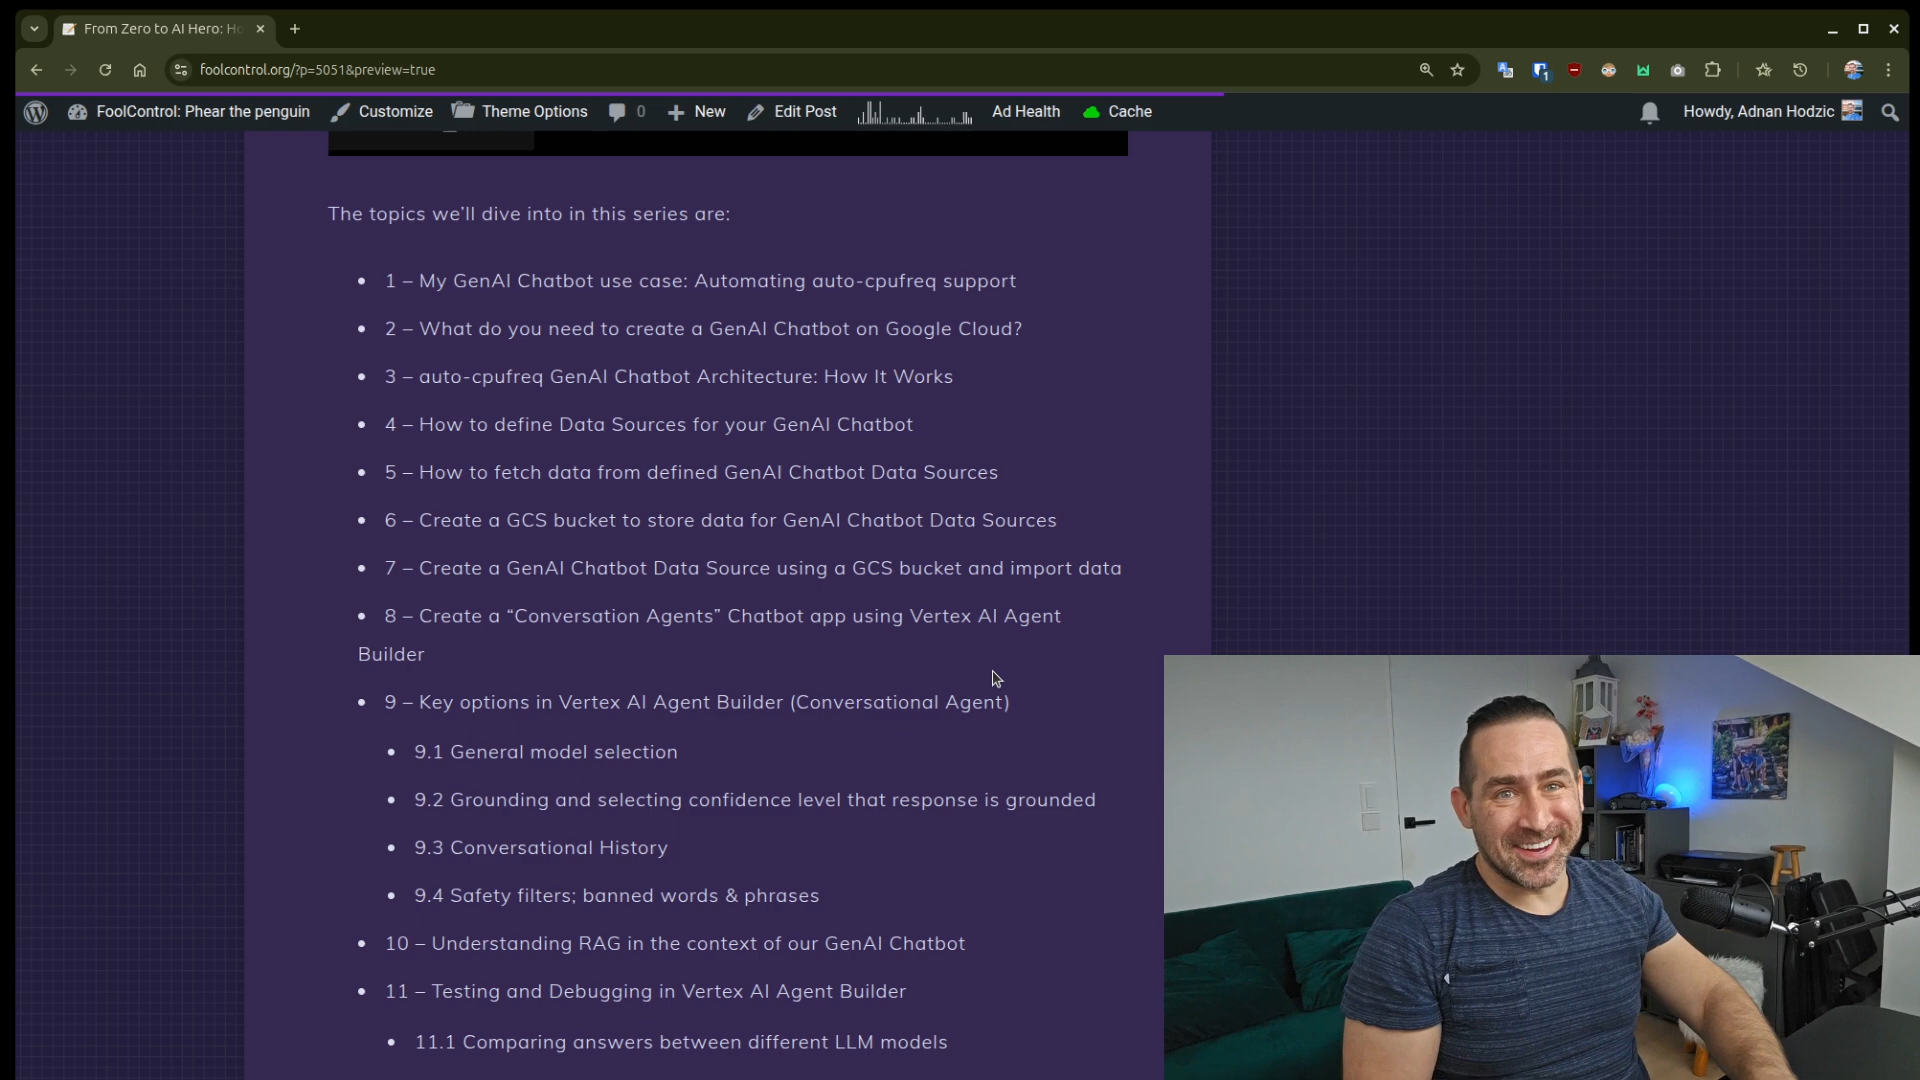 From Zero to AI Hero: Ho
foolcontrol.org/?p=5051&preview=true
1
FoolControl: Phear the penguin
Customize
Theme Options
0
New
Edit Post
Ad Health
Cache
Howdy, Adnan Hodzic
The topics we’ll dive into in this series are:
1 – My GenAI Chatbot use case: Automating auto-cpufreq support
2 – What do you need to create a GenAI Chatbot on Google Cloud?
3 – auto-cpufreq GenAI Chatbot Architecture: How It Works
4 – How to define Data Sources for your GenAI Chatbot
5 – How to fetch data from defined GenAI Chatbot Data Sources
6 – Create a GCS bucket to store data for GenAI Chatbot Data Sources
7 – Create a GenAI Chatbot Data Source using a GCS bucket and import data
8 – Create a “Conversation Agents” Chatbot app using Vertex AI Agent
Builder
9 – Key options in Vertex AI Agent Builder (Conversational Agent)
9.1 General model selection
9.2 Grounding and selecting confidence level that response is grounded
9.3 Conversational History
9.4 Safety filters; banned words & phrases
10 – Understanding RAG in the context of our GenAI Chatbot
11 – Testing and Debugging in Vertex AI Agent Builder
11.1 Comparing answers between different LLM models